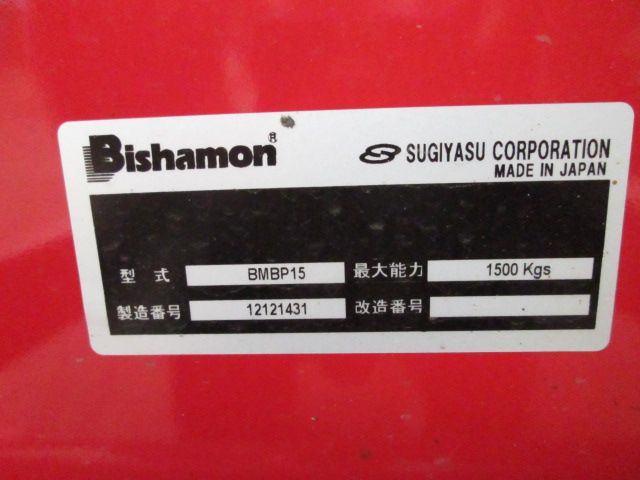 Bishamon®
SUGIYASU CORPORATION
MADE IN JAPAN
型式 BMBP15 最大能力 1500 Kgs
製造番号 12121431 改造番号